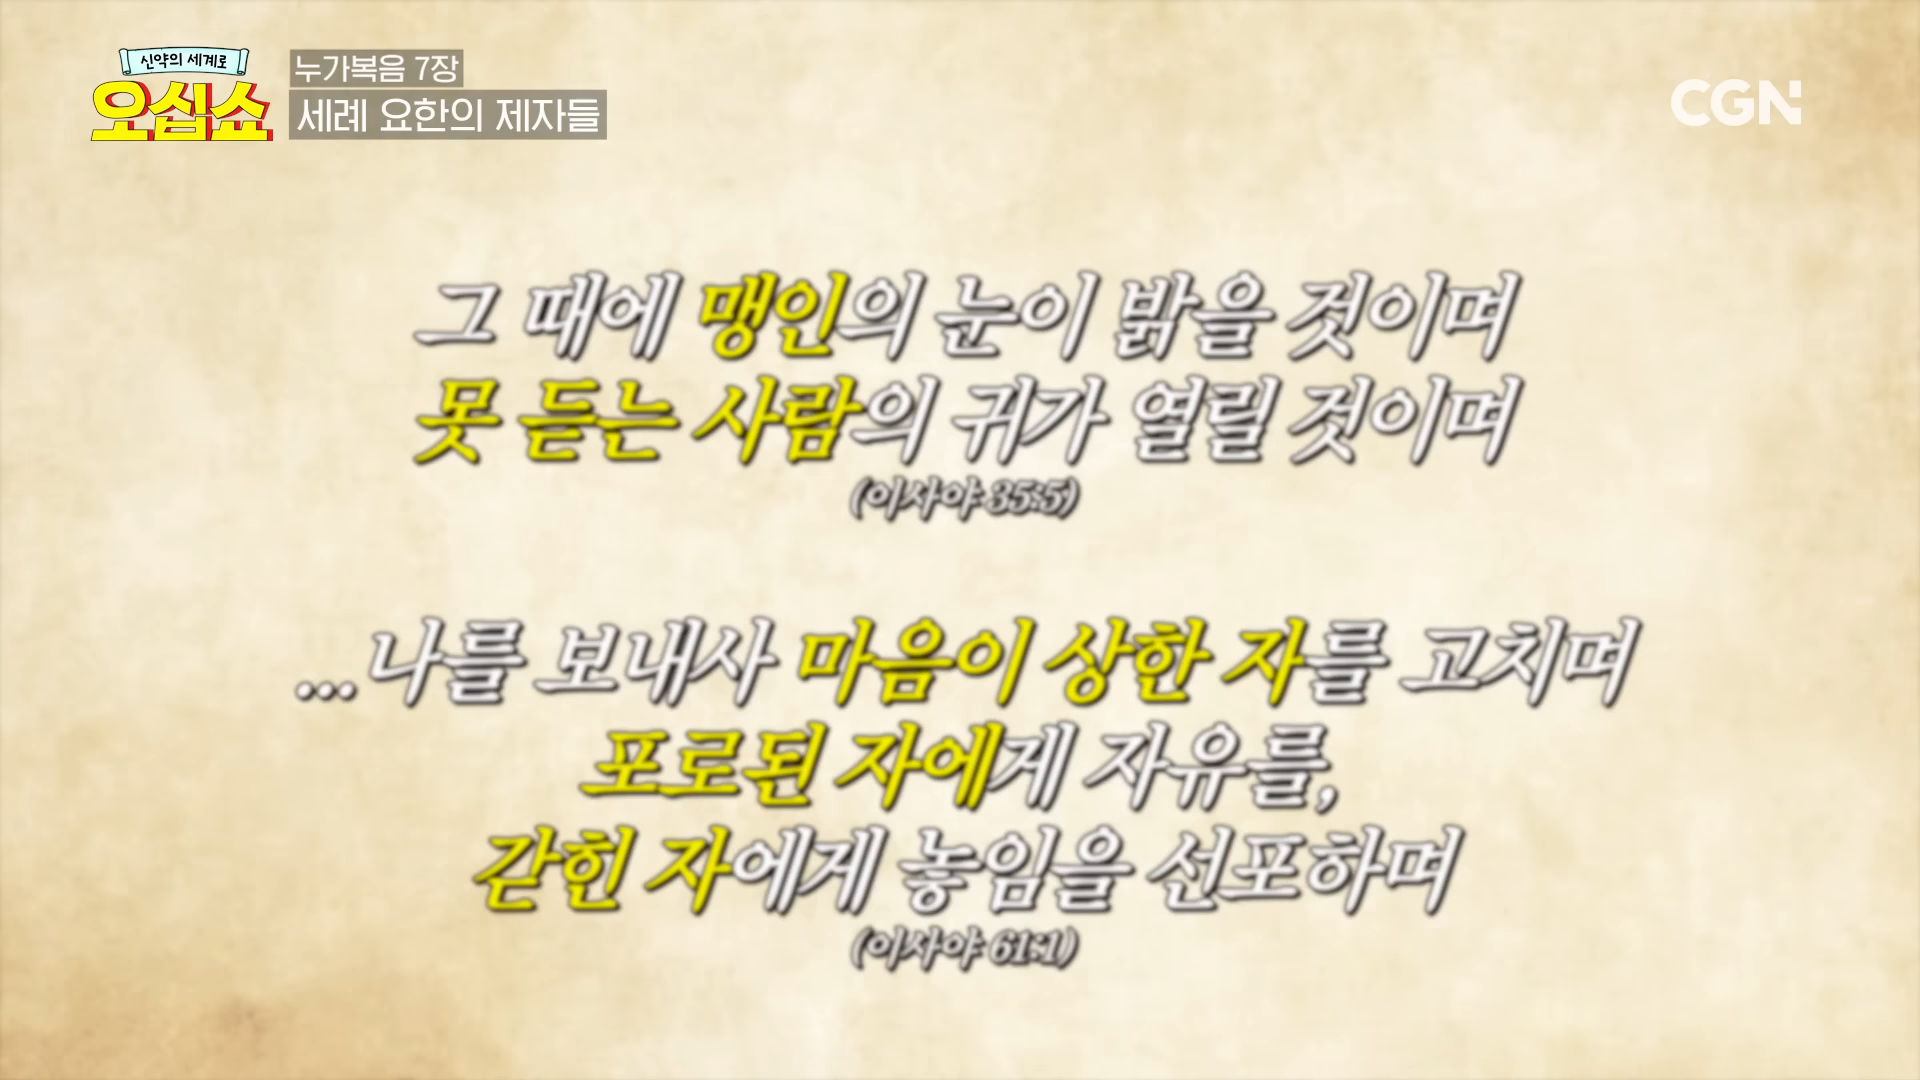 신약의 세계로
오십쇼
누가복음 7장
세례 요한의 제자들
CGN
그 때에 맹인의 눈이 밝을 것이며
못 듣는 사람의 귀가 열릴 것이며
(이사야 35:5)
...나를 보내사 마음이 상한 자를 고치며
포로된 자에게 자유를,
갇힌 자에게 놓임을 선포하며
(이사야 61:1)